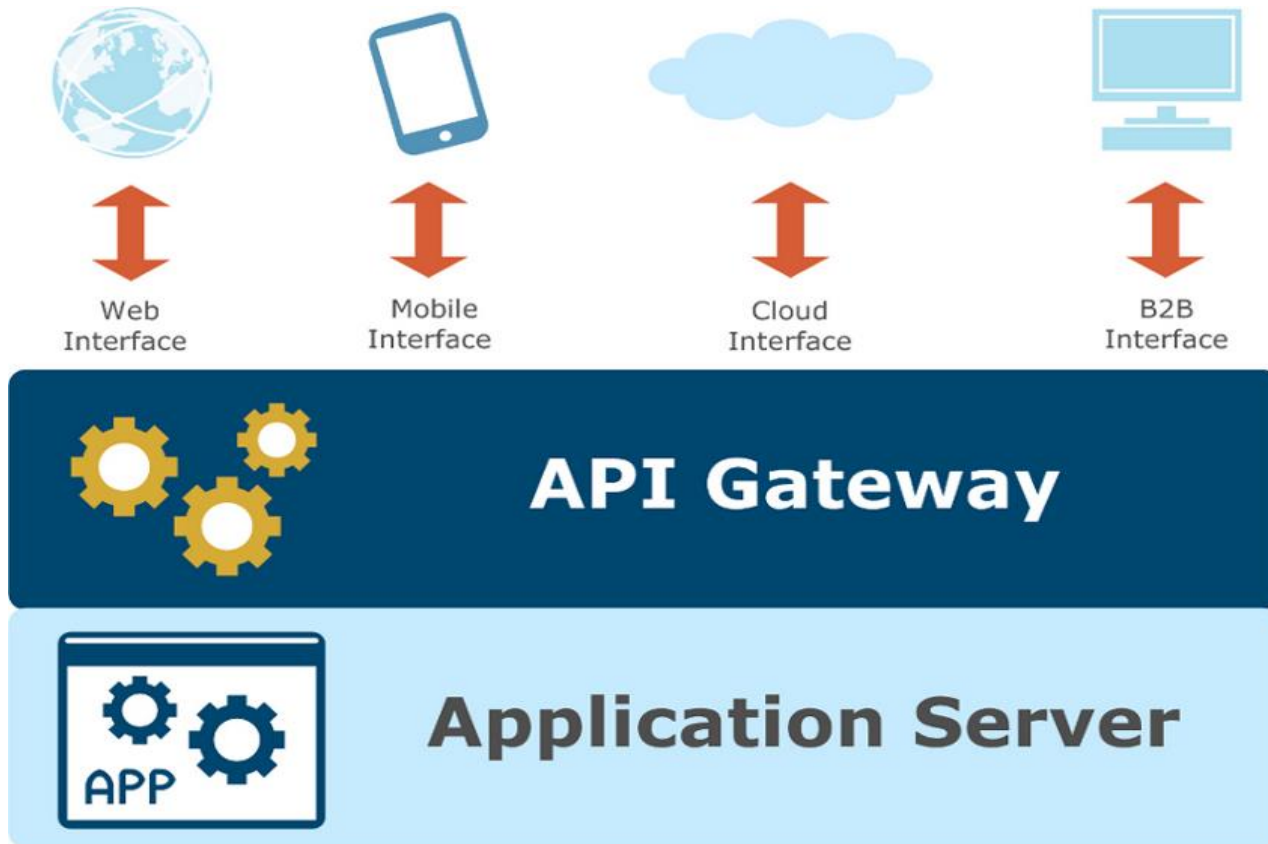 Web
Interface
Mobile
Interface
Cloud
Interface
B2B
Interface
API Gateway
Application Server
APP